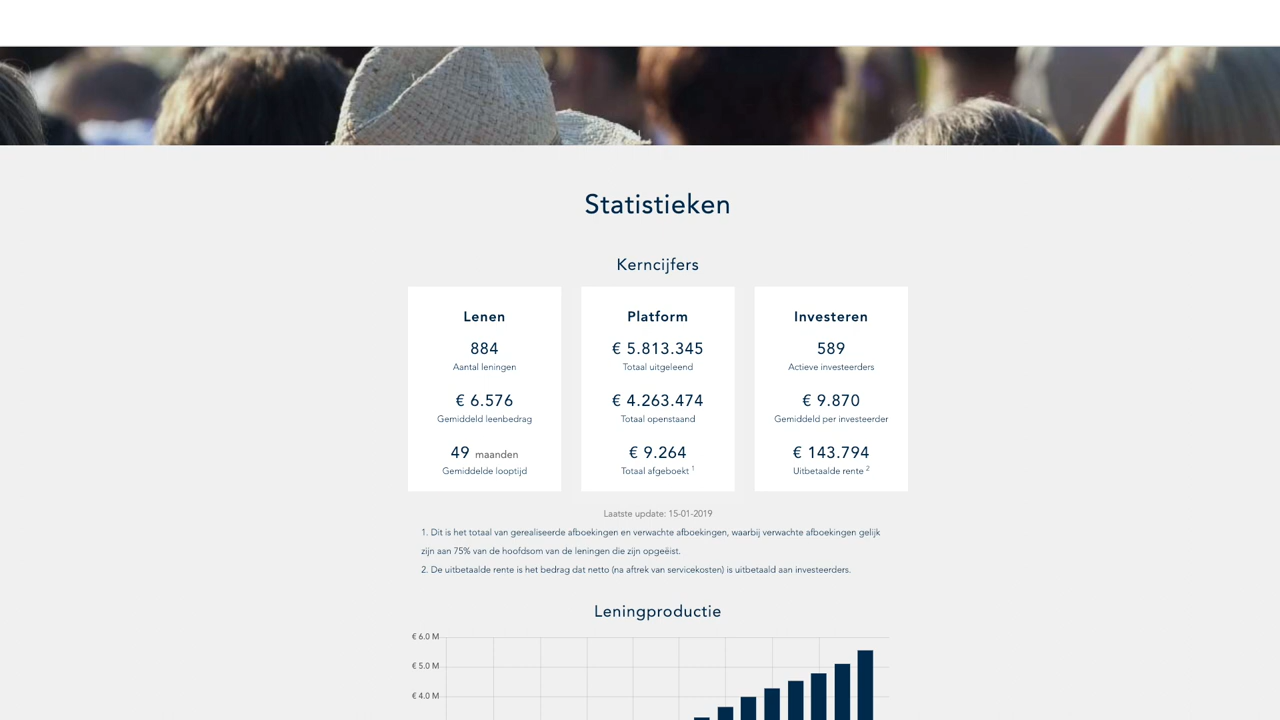 Statistieken
Kerncijfers
Lenen
884
Aantal leningen
€ 6.576
Gemiddeld leenbedrag
49 maanden
Gemiddelde looptijd
Platform
€ 5.813.345
Totaal uitgeleend
€ 4.263.474
Totaal openstaand
€ 9.264
Totaal afgeboekt 1
Investeren
589
Actieve investeerders
€ 9.870
Gemiddeld per investeerder
€ 143.794
Uitbetaalde rente 2
Laatste update: 15-01-2019
1. Dit is het totaal van gerealiseerde afboekingen en verwachte afboekingen, waarbij verwachte afboekingen gelijk
zijn aan 75% van de hoofdsom van de leningen die zijn opgeëist.
2. De uitbetaalde rente is het bedrag dat netto (na aftrek van servicekosten) is uitbetaald aan investeerders.
Leningproductie
€ 6.0 M
€ 5.0 M
€ 4.0 M